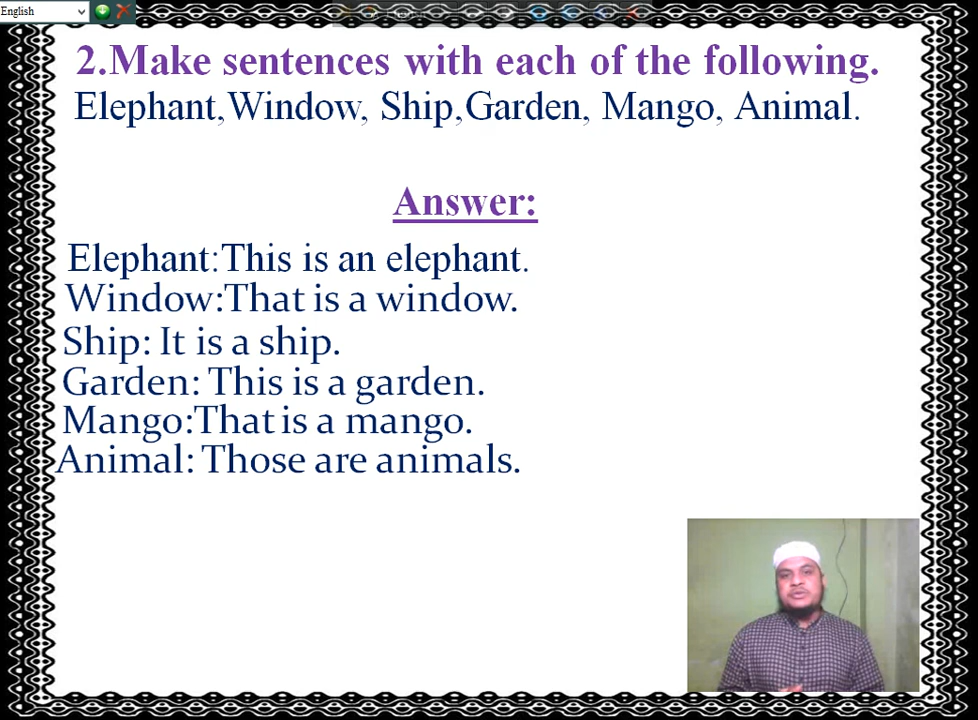 English
2.Make sentences with each of the following.
Elephant,Window, Ship,Garden, Mango, Animal.
Answer:
Elephant:This is an elephant.
Window:That is a window.
Ship: It is a ship.
Garden: This is a garden.
Mango:That is a mango.
Animal: Those are animals.